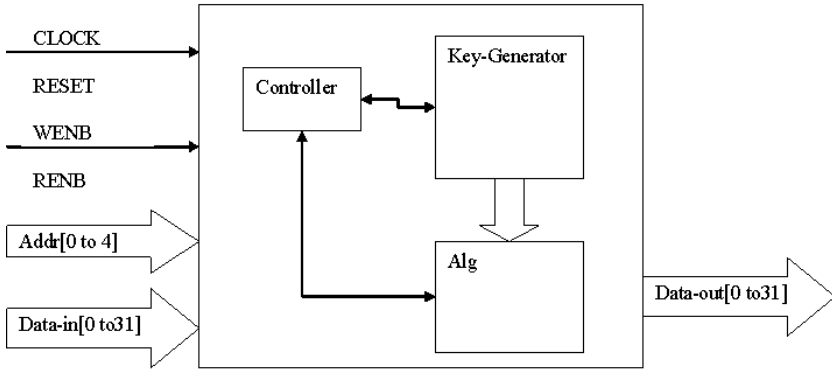 CLOCK
RESET
WENB
RENB
Addr[0 to 4]
Data-in[0 to31]
Controller
Key-Generator
Alg
Data-out[0 to31]